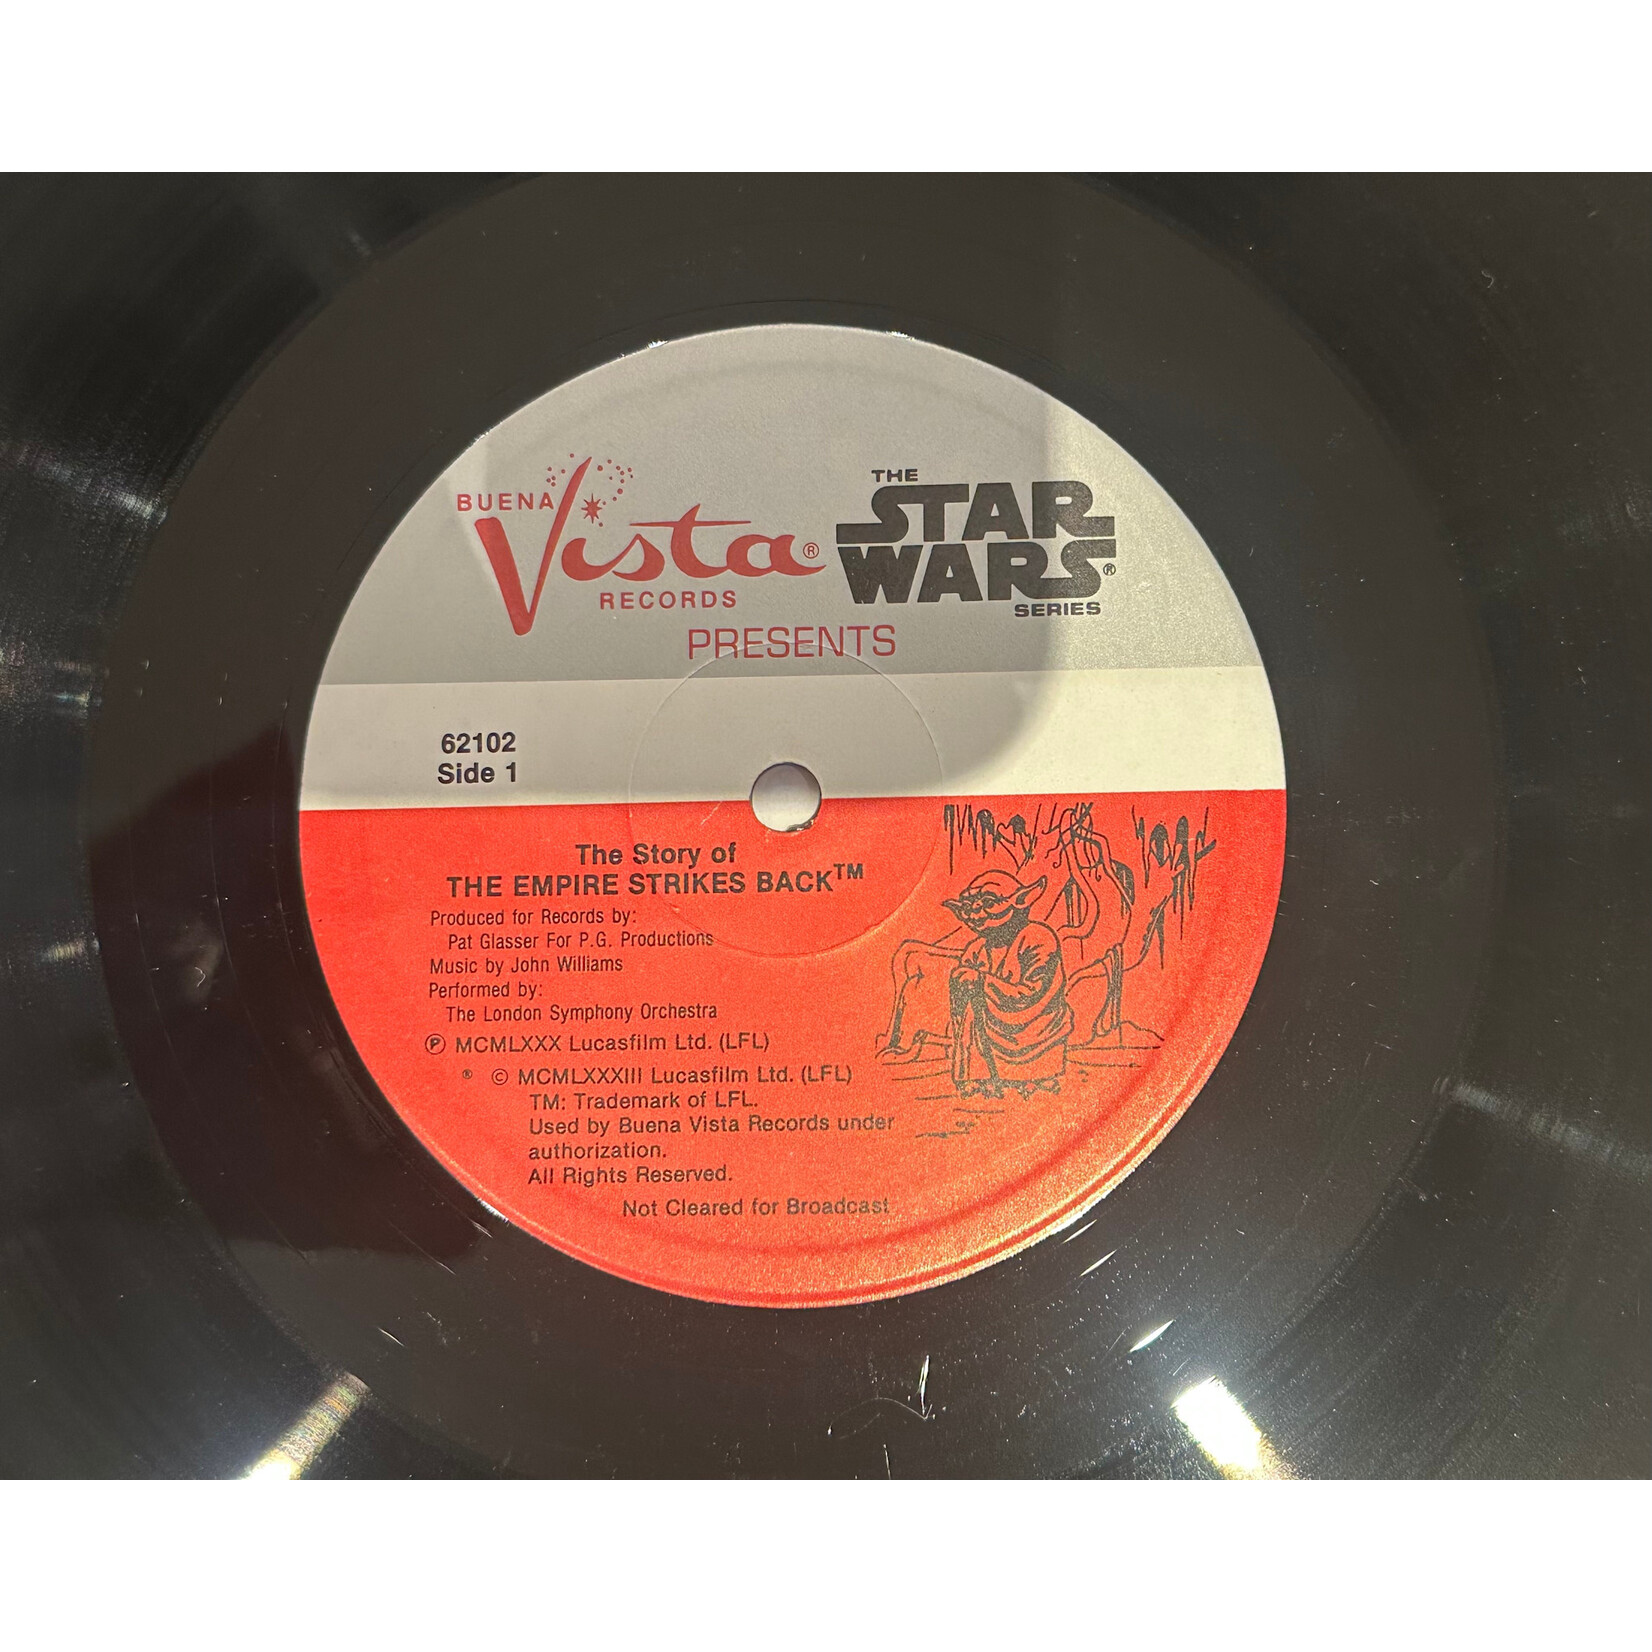 BUENA
Vista®
RECORDS
THE
STAR
WARS®
SERIES
PRESENTS
62102
Side 1
The Story of
THE EMPIRE STRIKES BACK™
Produced for Records by:
Pat Glasser For P.G. Productions
Music by John Williams
Performed by:
The London Symphony Orchestra
℗ MCMLXXX Lucasfilm Ltd. (LFL)
® © MCMLXXXIII Lucasfilm Ltd. (LFL)
TM: Trademark of LFL.
Used by Buena Vista Records under
authorization.
All Rights Reserved.
Not Cleared for Broadcast